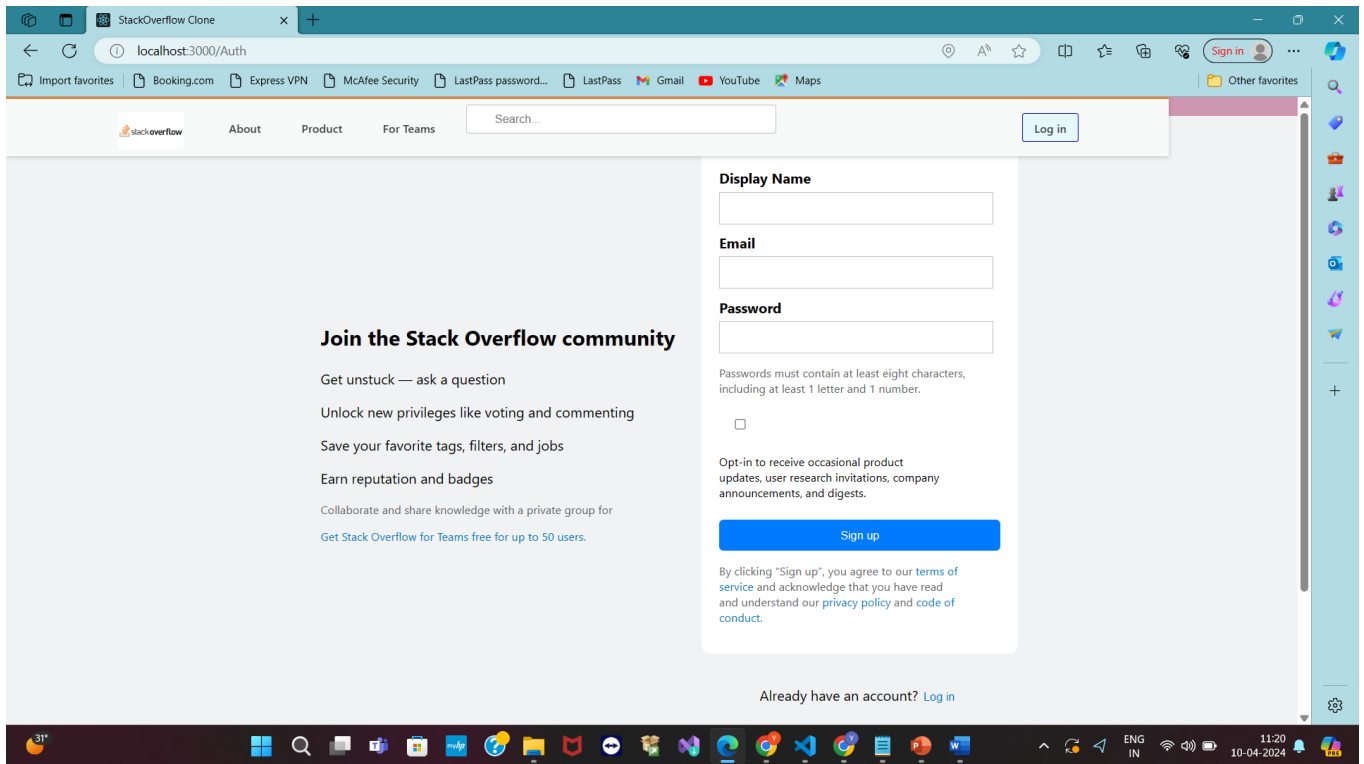 StackOverflow Clone
localhost:3000/Auth
Sign in
Import favorites
Booking.com
Express VPN
McAfee Security
LastPass password...
LastPass
Gmail
YouTube
Maps
Other favorites
stackoverflow
About
Product
For Teams
Search...
Log in
Display Name
Email
Password
Passwords must contain at least eight characters,
including at least 1 letter and 1 number.
Opt-in to receive occasional product
updates, user research invitations, company
announcements, and digests.
Sign up
By clicking “Sign up”, you agree to our terms of
service and acknowledge that you have read
and understand our privacy policy and code of
conduct.
Already have an account? Log in
Join the Stack Overflow community
Get unstuck — ask a question
Unlock new privileges like voting and commenting
Save your favorite tags, filters, and jobs
Earn reputation and badges
Collaborate and share knowledge with a private group for
Get Stack Overflow for Teams free for up to 50 users.
31°
mvhp
ENG
IN
11:20
10-04-2024